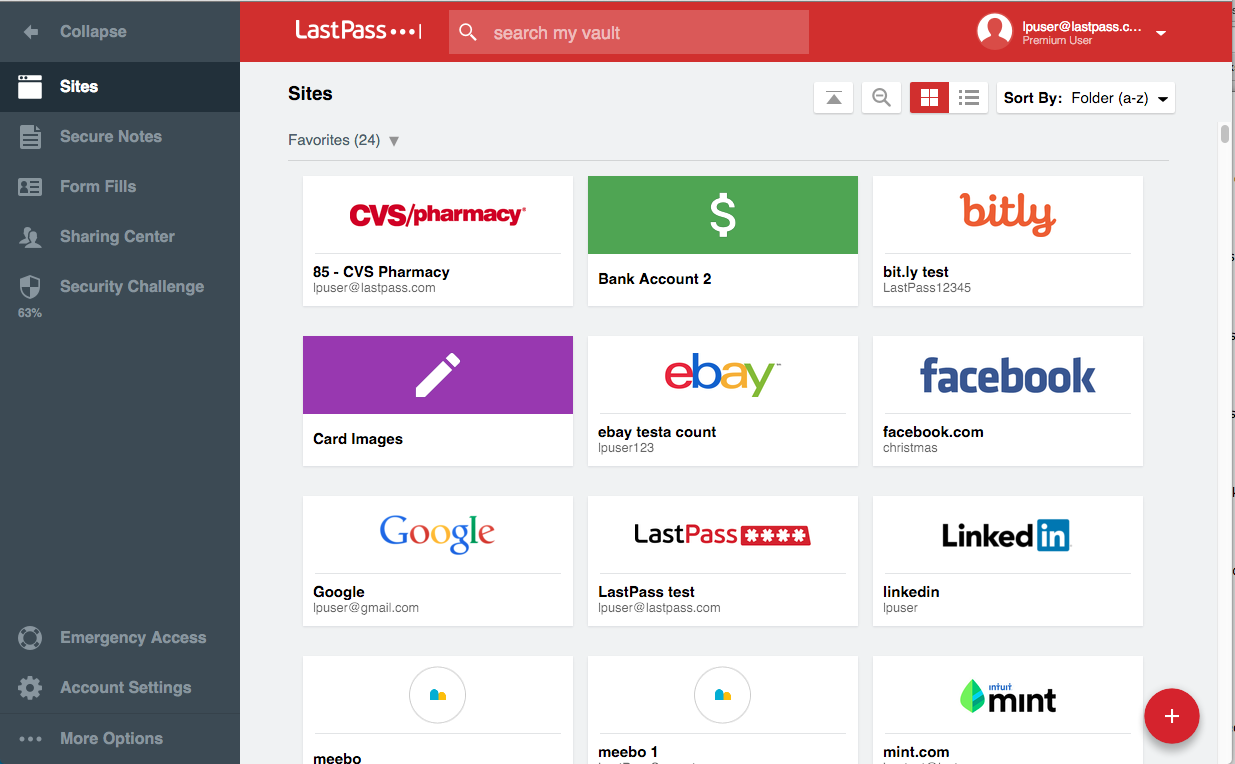 Collapse
LastPass
search my vault
lpuser@lastpass.c...
Premium User
Sites
Secure Notes
Form Fills
Sharing Center
Security Challenge
63%
Emergency Access
Account Settings
More Options
Sites
Sort By: Folder (a-z)
Favorites (24)
CVS/pharmacy
$
bitly
85 - CVS Pharmacy
lpuser@lastpass.com
Bank Account 2
bit.ly test
LastPass12345
ebay™
facebook
Card Images
ebay testa count
lpuser123
facebook.com
christmas
Google
LastPass ****
Linked in
Google
lpuser@gmail.com
LastPass test
lpuser@lastpass.com
linkedin
lpuser
intuit
mint
meebo
meebo 1
mint.com
+